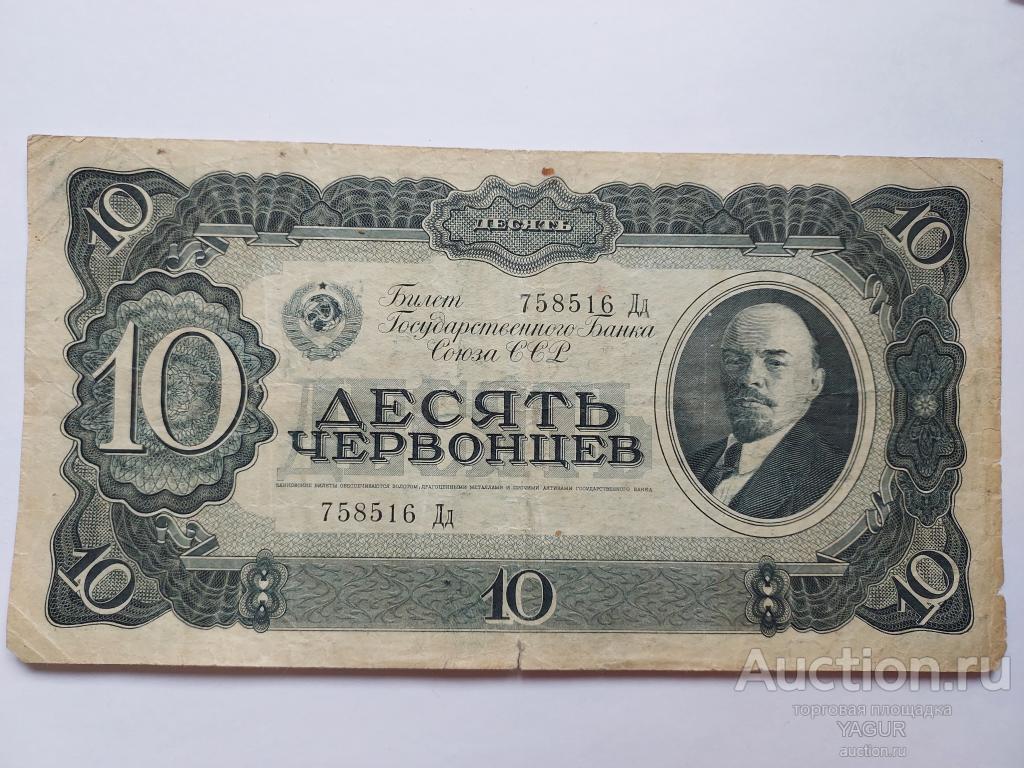 10
ДЕСЯТЬ
10
Билет 758516 Дд
Государственного Банка
Союза ССР
10
ДЕСЯТЬ
ЧЕРВОНЦЕВ
БАНКОВСКИЕ БИЛЕТЫ ОБЕСПЕЧИВАЮТСЯ ЗОЛОТОМ, ДРАГОЦЕННЫМИ МЕТАЛЛАМИ И ПРОЧИМИ АКТИВАМИ ГОСУДАРСТВЕННОГО БАНКА
758516 Дд
10
10
10
Auction.ru
торговая площадка
YAGUR
auction.ru